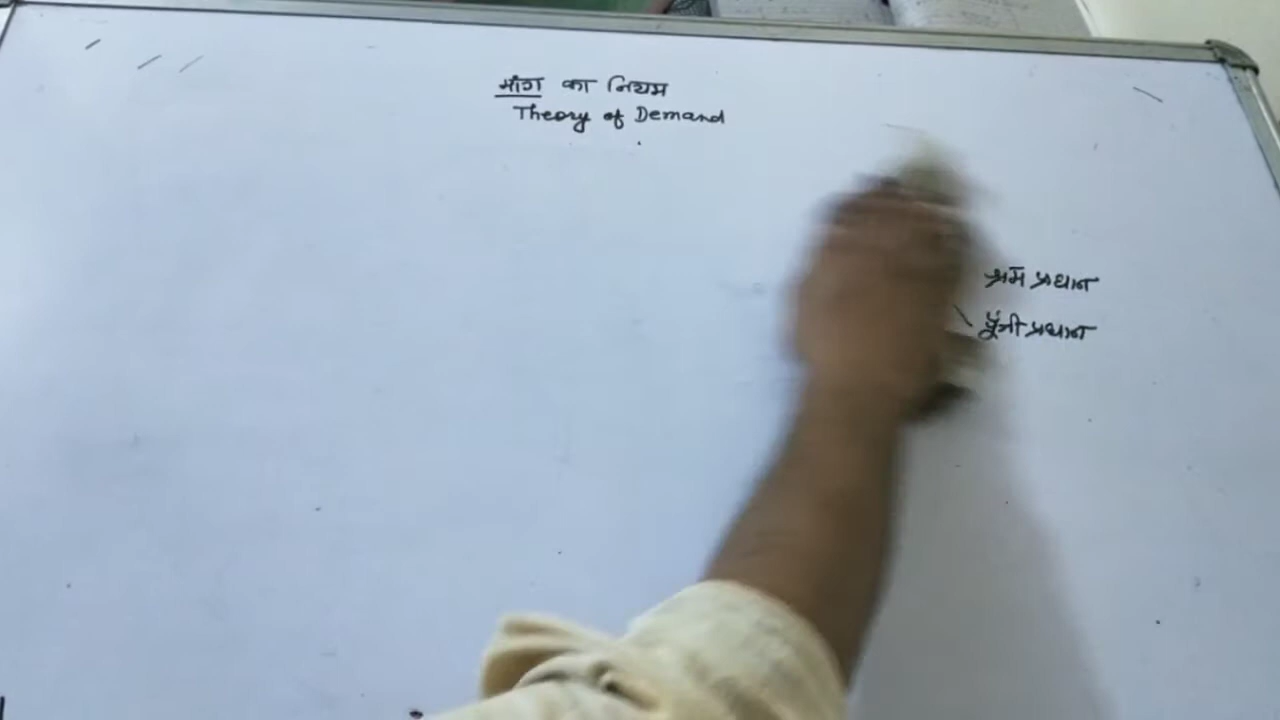 मांग का नियम
Theory of Demand
श्रम प्रधान
पूँजी प्रधान